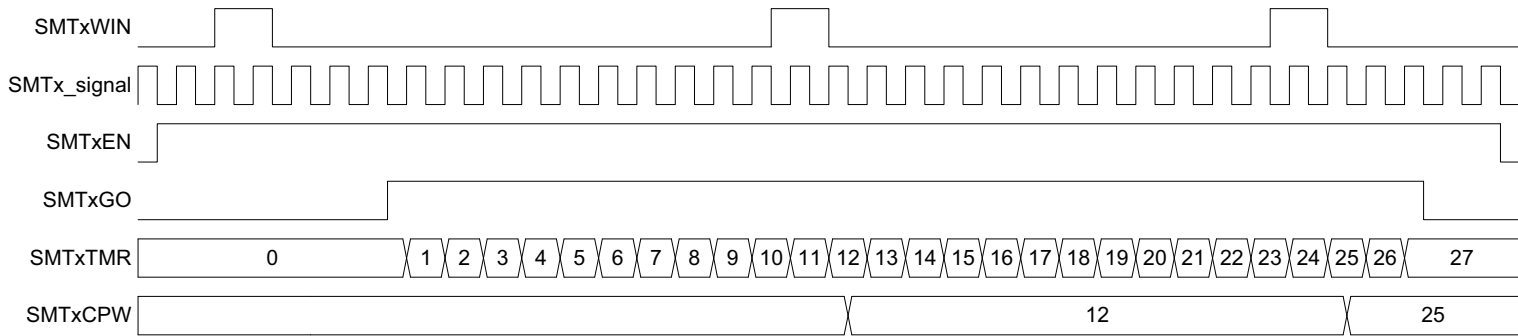 SMTxWIN
SMTx_signal
SMTxEN
SMTxGO
SMTxTMR 0 1 2 3 4 5 6 7 8 9 10 11 12 13 14 15 16 17 18 19 20 21 22 23 24 25 26 27
SMTxCPW 12 25